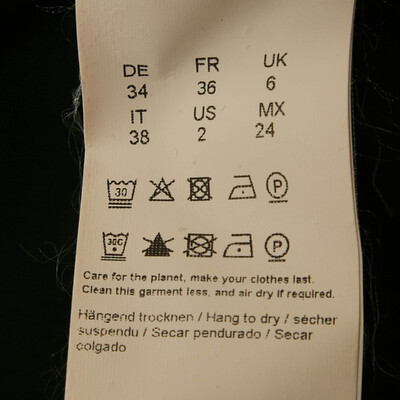 DE FR UK
34 36 6
IT US MX
38 2 24
30 P
30C P
Care for the planet, make your clothes last.
Clean this garment less, and air dry if required.
Hängend trocknen / Hang to dry / sécher
suspendu / Secar pendurado / Secar
colgado